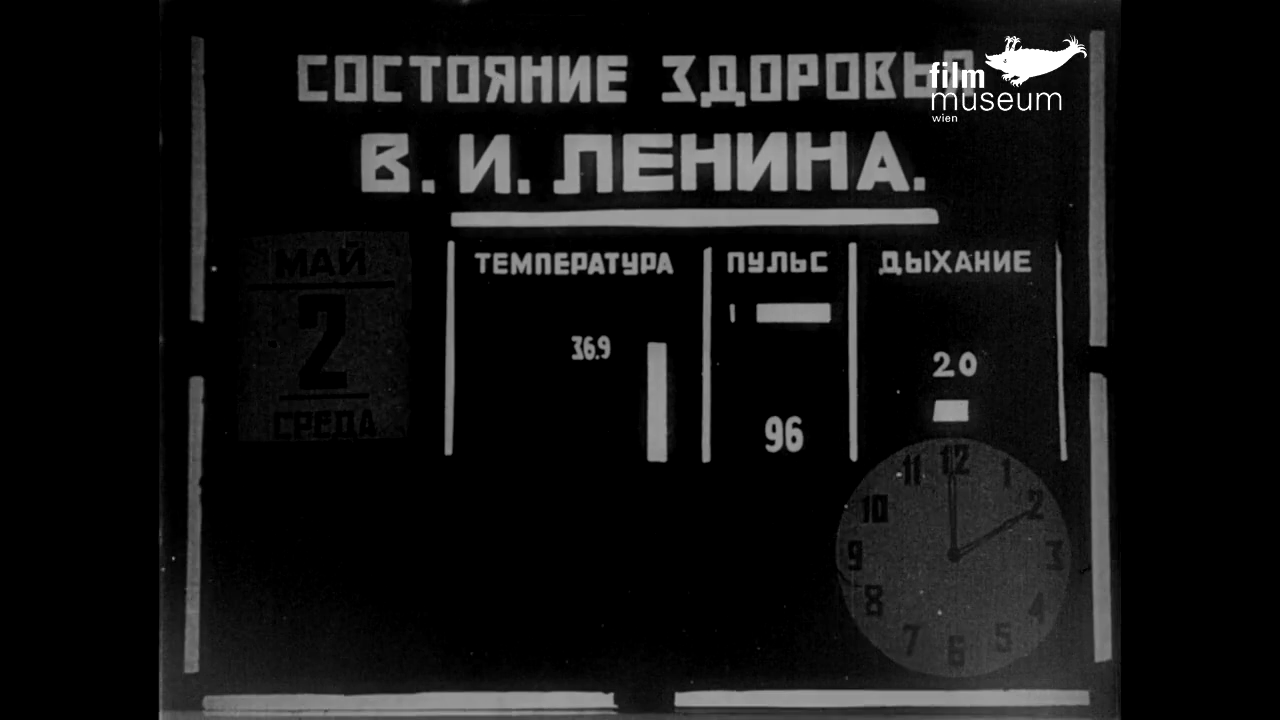 СОСТОЯНИЕ ЗДОРОВЬЯ
В. И. ЛЕНИНА.
film
museum
wien
МАЙ
2
СРЕДА
ТЕМПЕРАТУРА ПУЛЬС ДЫХАНИЕ
36.9
96
20
12
1
2
3
4
5
6
7
8
9
10
11